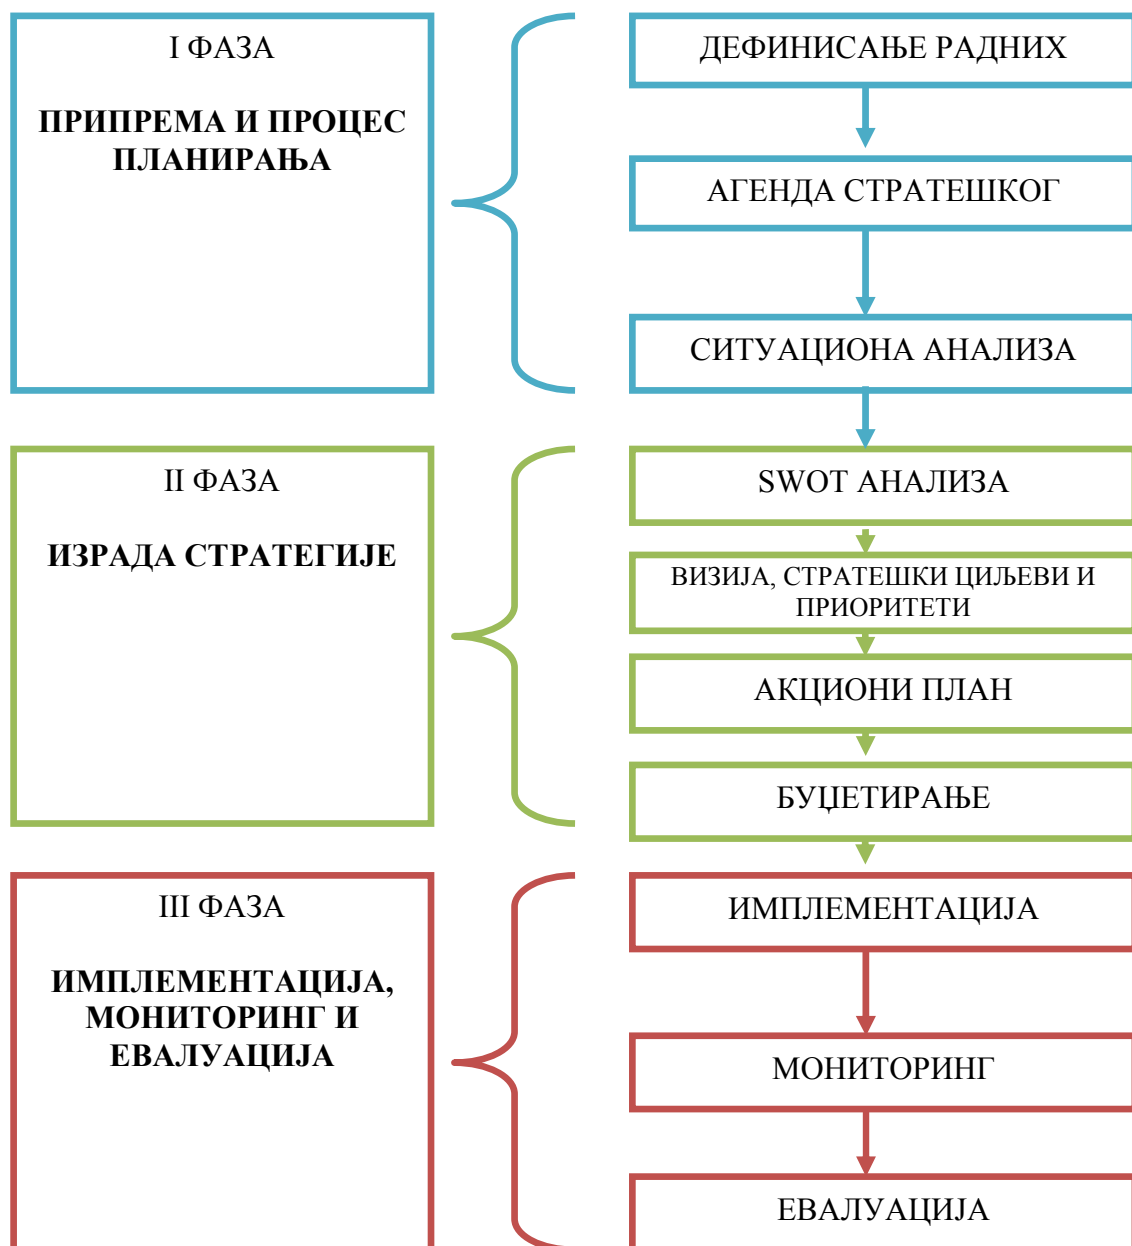 I ФАЗА
ПРИПРЕМА И ПРОЦЕС
ПЛАНИРАЊА
ДЕФИНИСАЊЕ РАДНИХ
АГЕНДА СТРАТЕШКОГ
СИТУАЦИОНА АНАЛИЗА
II ФАЗА
ИЗРАДА СТРАТЕГИЈЕ
SWOT АНАЛИЗА
ВИЗИЈА, СТРАТЕШКИ ЦИЉЕВИ И
ПРИОРИТЕТИ
АКЦИОНИ ПЛАН
БУЏЕТИРАЊЕ
III ФАЗА
ИМПЛЕМЕНТАЦИЈА,
МОНИТОРИНГ И
ЕВАЛУАЦИЈА
ИМПЛЕМЕНТАЦИЈА
МОНИТОРИНГ
ЕВАЛУАЦИЈА